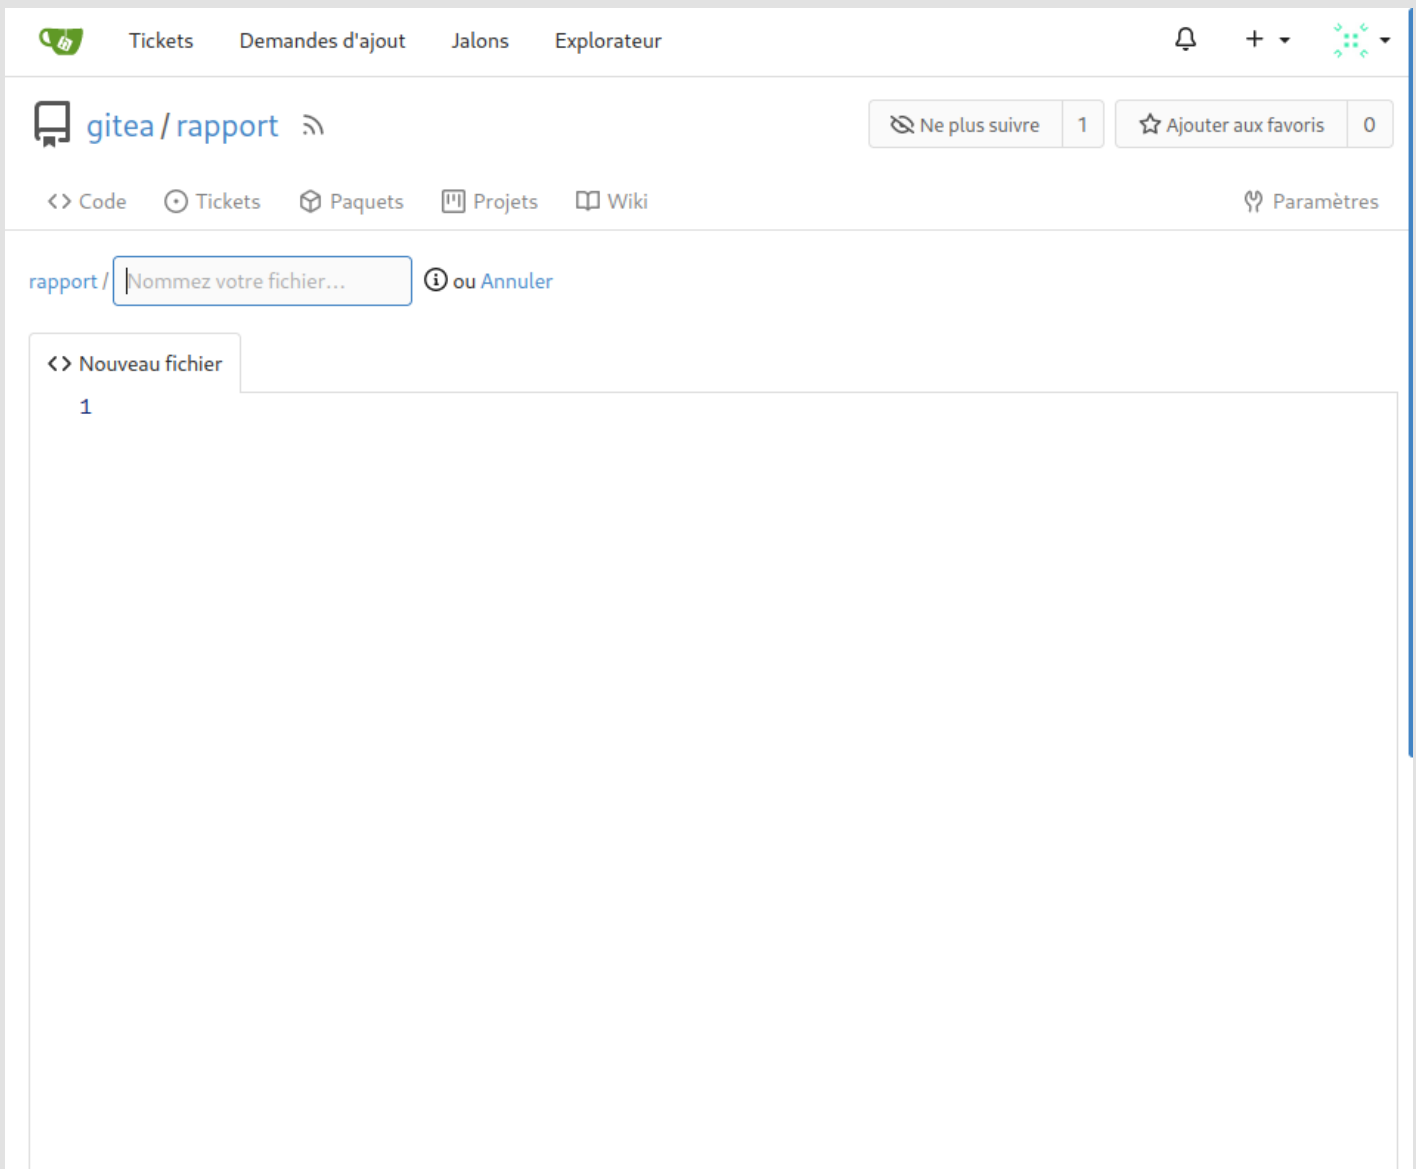 Tickets Demandes d'ajout Jalons Explorateur
gitea / rapport Ne plus suivre 1 Ajouter aux favoris 0
Code Tickets Paquets Projets Wiki Paramètres
rapport / Nommez votre fichier… ou Annuler
Nouveau fichier
1